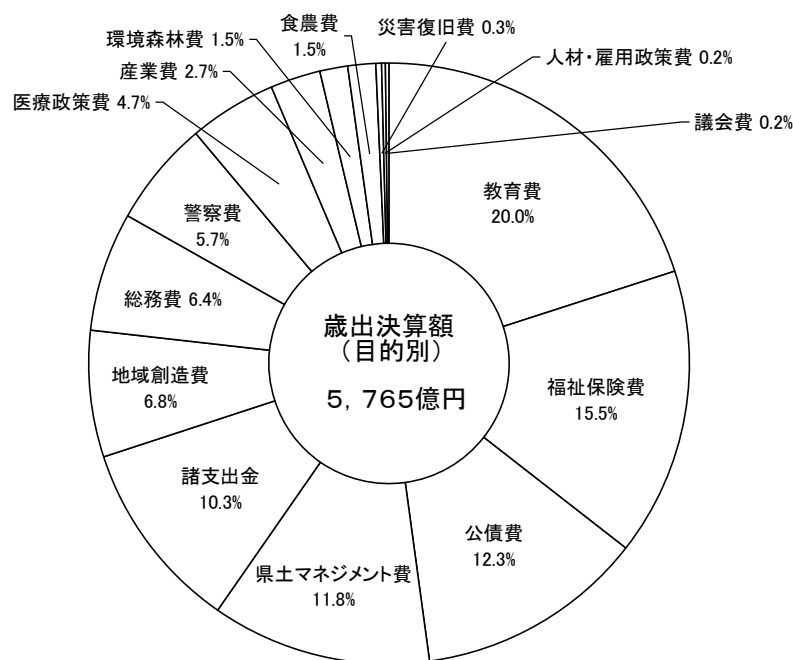 食農費
1.5%
災害復旧費 0.3%
環境森林費 1.5%
人材・雇用政策費 0.2%
産業費 2.7%
医療政策費 4.7%
議会費 0.2%
教育費
20.0%
警察費
5.7%
総務費 6.4%
歳出決算額
（目的別）
5，765億円
地域創造費
6.8%
福祉保険費
15.5%
諸支出金
10.3%
公債費
12.3%
県土マネジメント費
11.8%